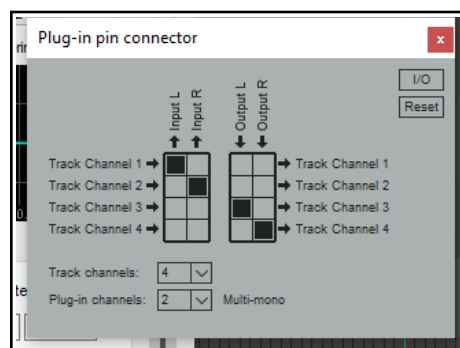 Plug-in pin connector
x
I/O
Reset
Input L
Input R
Output L
Output R
Track Channel 1
Track Channel 2
Track Channel 3
Track Channel 4
Track Channel 1
Track Channel 2
Track Channel 3
Track Channel 4
Track channels: 4
Plug-in channels: 2 Multi-mono